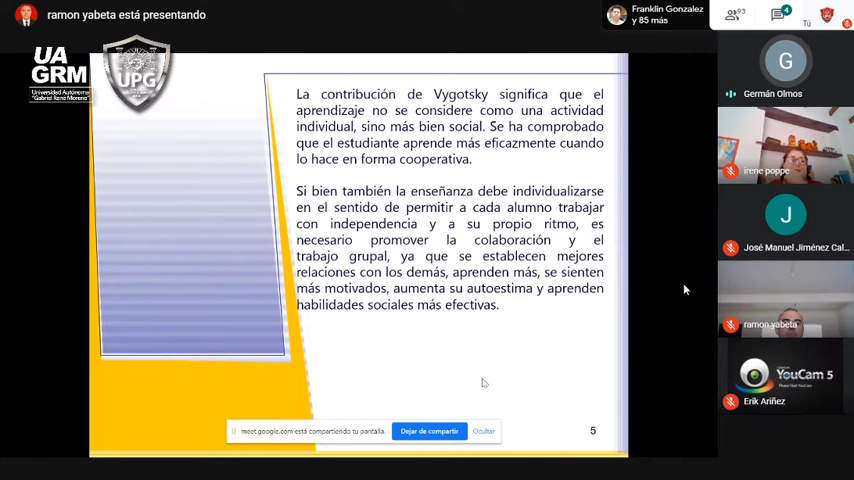 ramon yabeta está presentando
Franklin Gonzalez
y 85 más
93
4
Tú
UA
GRM
Universidad Autónoma
"Gabriel René Moreno"
UPG
La contribución de Vygotsky significa que el
aprendizaje no se considere como una actividad
individual, sino más bien social. Se ha comprobado
que el estudiante aprende más eficazmente cuando
lo hace en forma cooperativa.
Si bien también la enseñanza debe individualizarse
en el sentido de permitir a cada alumno trabajar
con independencia y a su propio ritmo, es
necesario promover la colaboración y el
trabajo grupal, ya que se establecen mejores
relaciones con los demás, aprenden más, se sienten
más motivados, aumenta su autoestima y aprenden
habilidades sociales más efectivas.
meet.google.com está compartiendo tu pantalla.
Dejar de compartir
Ocultar
5
G
Germán Olmos
irene poppe
J
José Manuel Jiménez Cal...
ramon yabeta
YouCam 5
Erik Ariñez